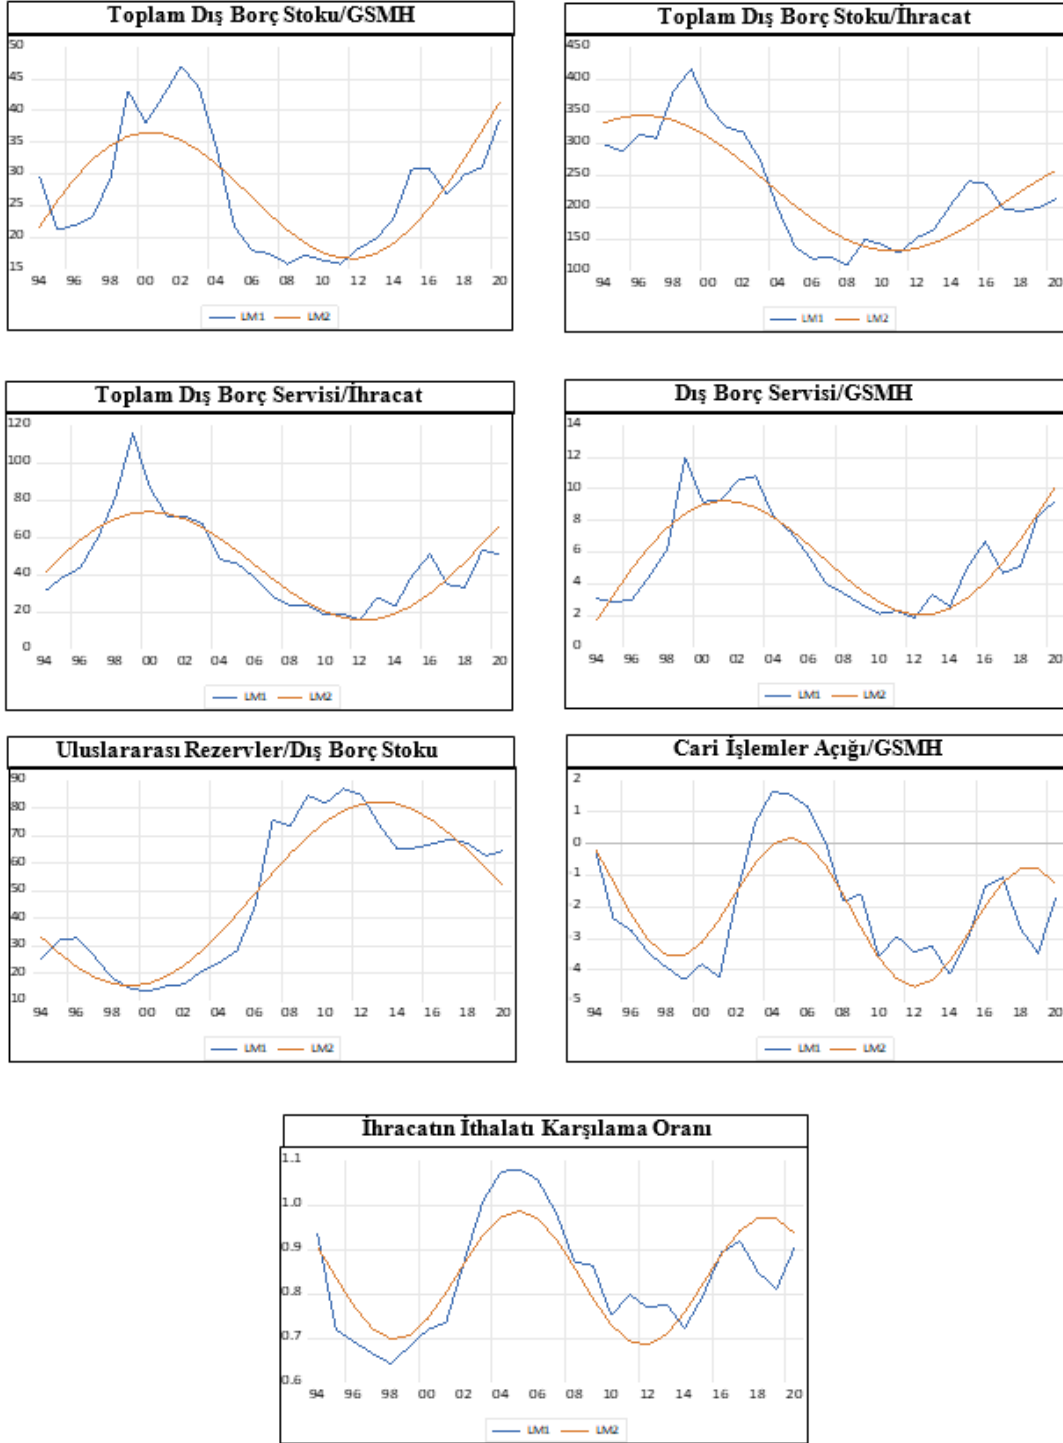 Toplam Dış Borç Stoku/GSMH
50
45
40
35
30
25
20
15
94 96 98 00 02 04 06 08 10 12 14 16 18 20
LM1 LM2
Toplam Dış Borç Stoku/İhracat
450
400
350
300
250
200
150
100
94 96 98 00 02 04 06 08 10 12 14 16 18 20
LM1 LM2
Toplam Dış Borç Servisi/İhracat
120
100
80
60
40
20
0
94 96 98 00 02 04 06 08 10 12 14 16 18 20
LM1 LM2
Dış Borç Servisi/GSMH
14
12
10
8
6
4
2
0
94 96 98 00 02 04 06 08 10 12 14 16 18 20
LM1 LM2
Uluslararası Rezervler/Dış Borç Stoku
90
80
70
60
50
40
30
20
10
94 96 98 00 02 04 06 08 10 12 14 16 18 20
LM1 LM2
Cari İşlemler Açığı/GSMH
2
1
0
-1
-2
-3
-4
-5
94 96 98 00 02 04 06 08 10 12 14 16 18 20
LM1 LM2
İhracatın İthalatı Karşılama Oranı
1.1
1.0
0.9
0.8
0.7
0.6
94 96 98 00 02 04 06 08 10 12 14 16 18 20
LM1 LM2